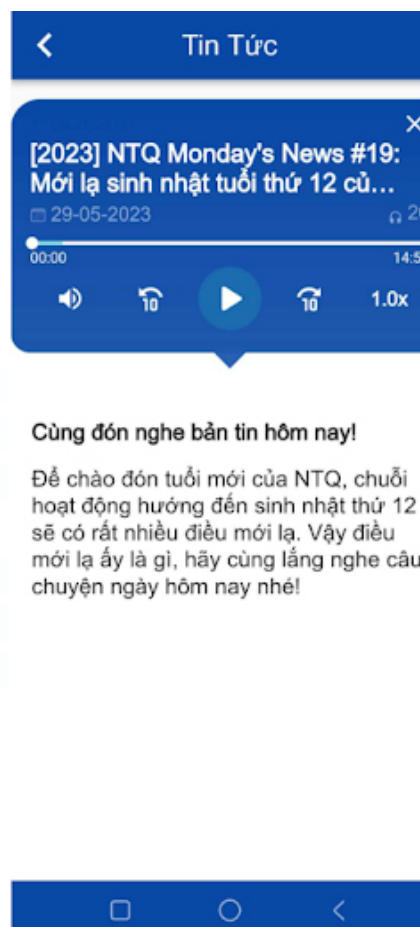 Tin Tức
[2023] NTQ Monday's News #19:
Mới lạ sinh nhật tuổi thứ 12 củ...
29-05-2023
00:00
10
10
1.0x
Cùng đón nghe bản tin hôm nay!
Để chào đón tuổi mới của NTQ, chuỗi
hoạt động hướng đến sinh nhật thứ 12
sẽ có rất nhiều điều mới lạ. Vậy điều
mới lạ ấy là gì, hãy cùng lắng nghe câu
chuyện ngày hôm nay nhé!